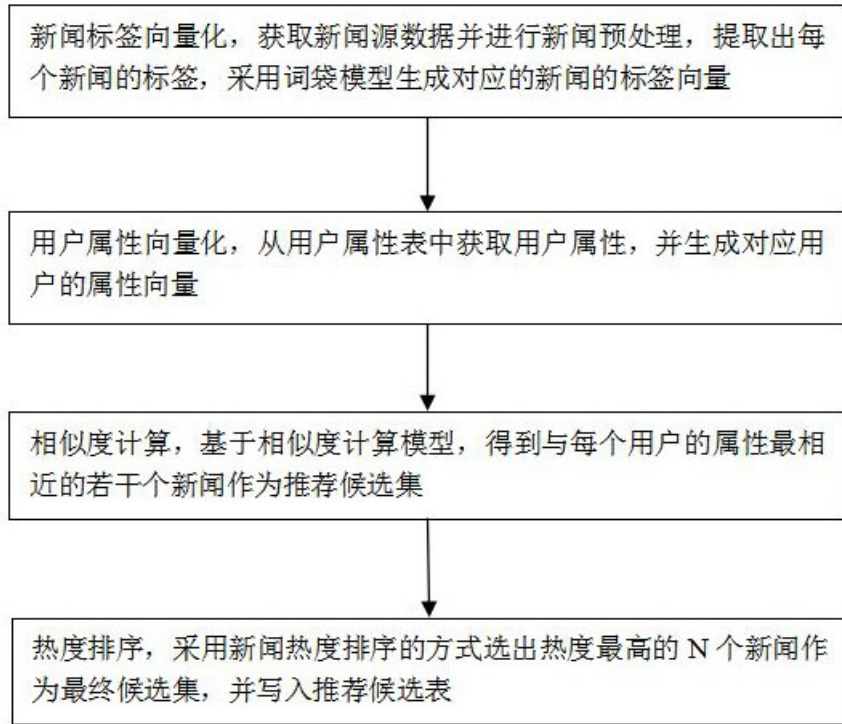 新闻标签向量化，获取新闻源数据并进行新闻预处理，提取出每
个新闻的标签，采用词袋模型生成对应的新闻的标签向量
用户属性向量化，从用户属性表中获取用户属性，并生成对应用
户的属性向量
相似度计算，基于相似度计算模型，得到与每个用户的属性最相
近的若干个新闻作为推荐候选集
热度排序，采用新闻热度排序的方式选出热度最高的 N 个新闻作
为最终候选集，并写入推荐候选表